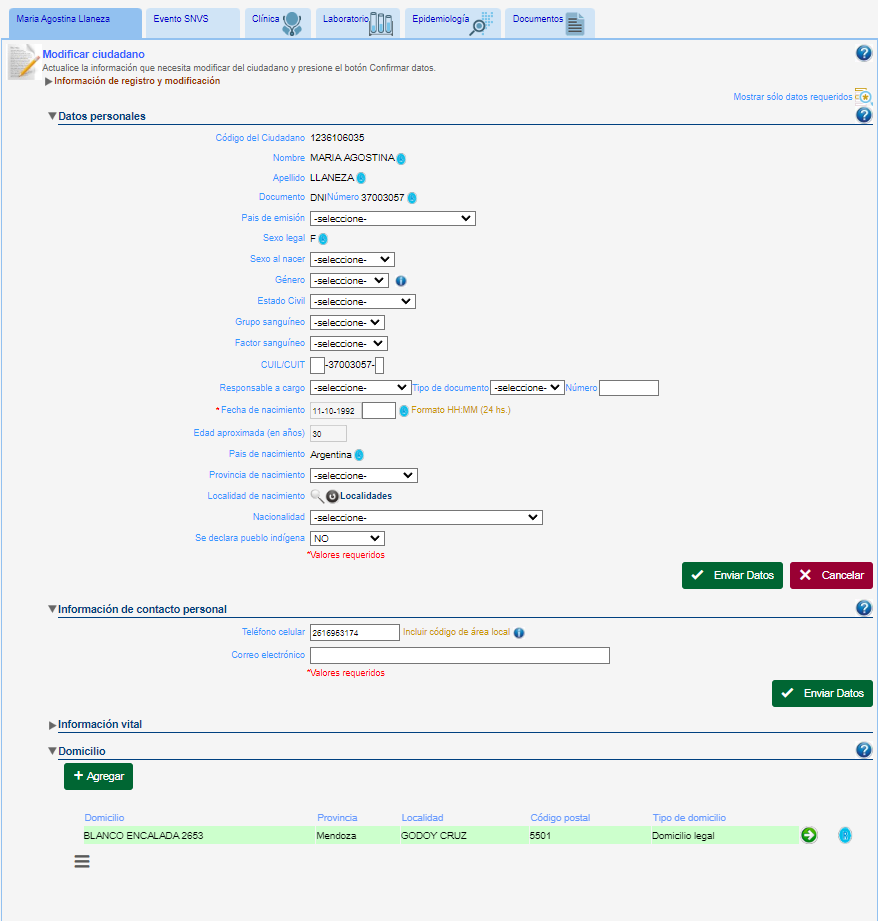 Maria Agostina Llaneza Evento SNVS Clínica Laboratorio Epidemiología Documentos
Modificar ciudadano
Actualice la información que necesita modificar del ciudadano y presione el botón Confirmar datos.
Información de registro y modificación
Mostrar sólo datos requeridos
Datos personales
Código del Ciudadano 1236106035
Nombre MARIA AGOSTINA
Apellido LLANEZA
Documento DNI Número 37003057
Pais de emisión -seleccione-
Sexo legal F
Sexo al nacer -seleccione-
Género -seleccione-
Estado Civil -seleccione-
Grupo sanguíneo -seleccione-
Factor sanguíneo -seleccione-
CUIL/CUIT -37003057-
Responsable a cargo -seleccione- Tipo de documento -seleccione- Número
*Fecha de nacimiento 11-10-1992 Formato HH:MM (24 hs.)
Edad aproximada (en años) 30
Pais de nacimiento Argentina
Provincia de nacimiento -seleccione-
Localidad de nacimiento Localidades
Nacionalidad -seleccione-
Se declara pueblo indígena NO
*Valores requeridos
Enviar Datos Cancelar
Información de contacto personal
Teléfono celular 2616953174 Incluir código de área local
Correo electrónico
*Valores requeridos
Enviar Datos
Información vital
Domicilio
+ Agregar
Domicilio Provincia Localidad Código postal Tipo de domicilio
BLANCO ENCALADA 2653 Mendoza GODOY CRUZ 5501 Domicilio legal